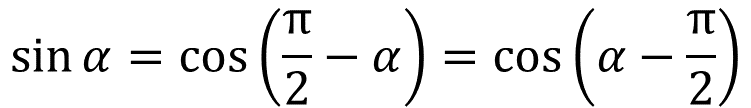 sin α = cos (π/2 − α) = cos (α − π/2)